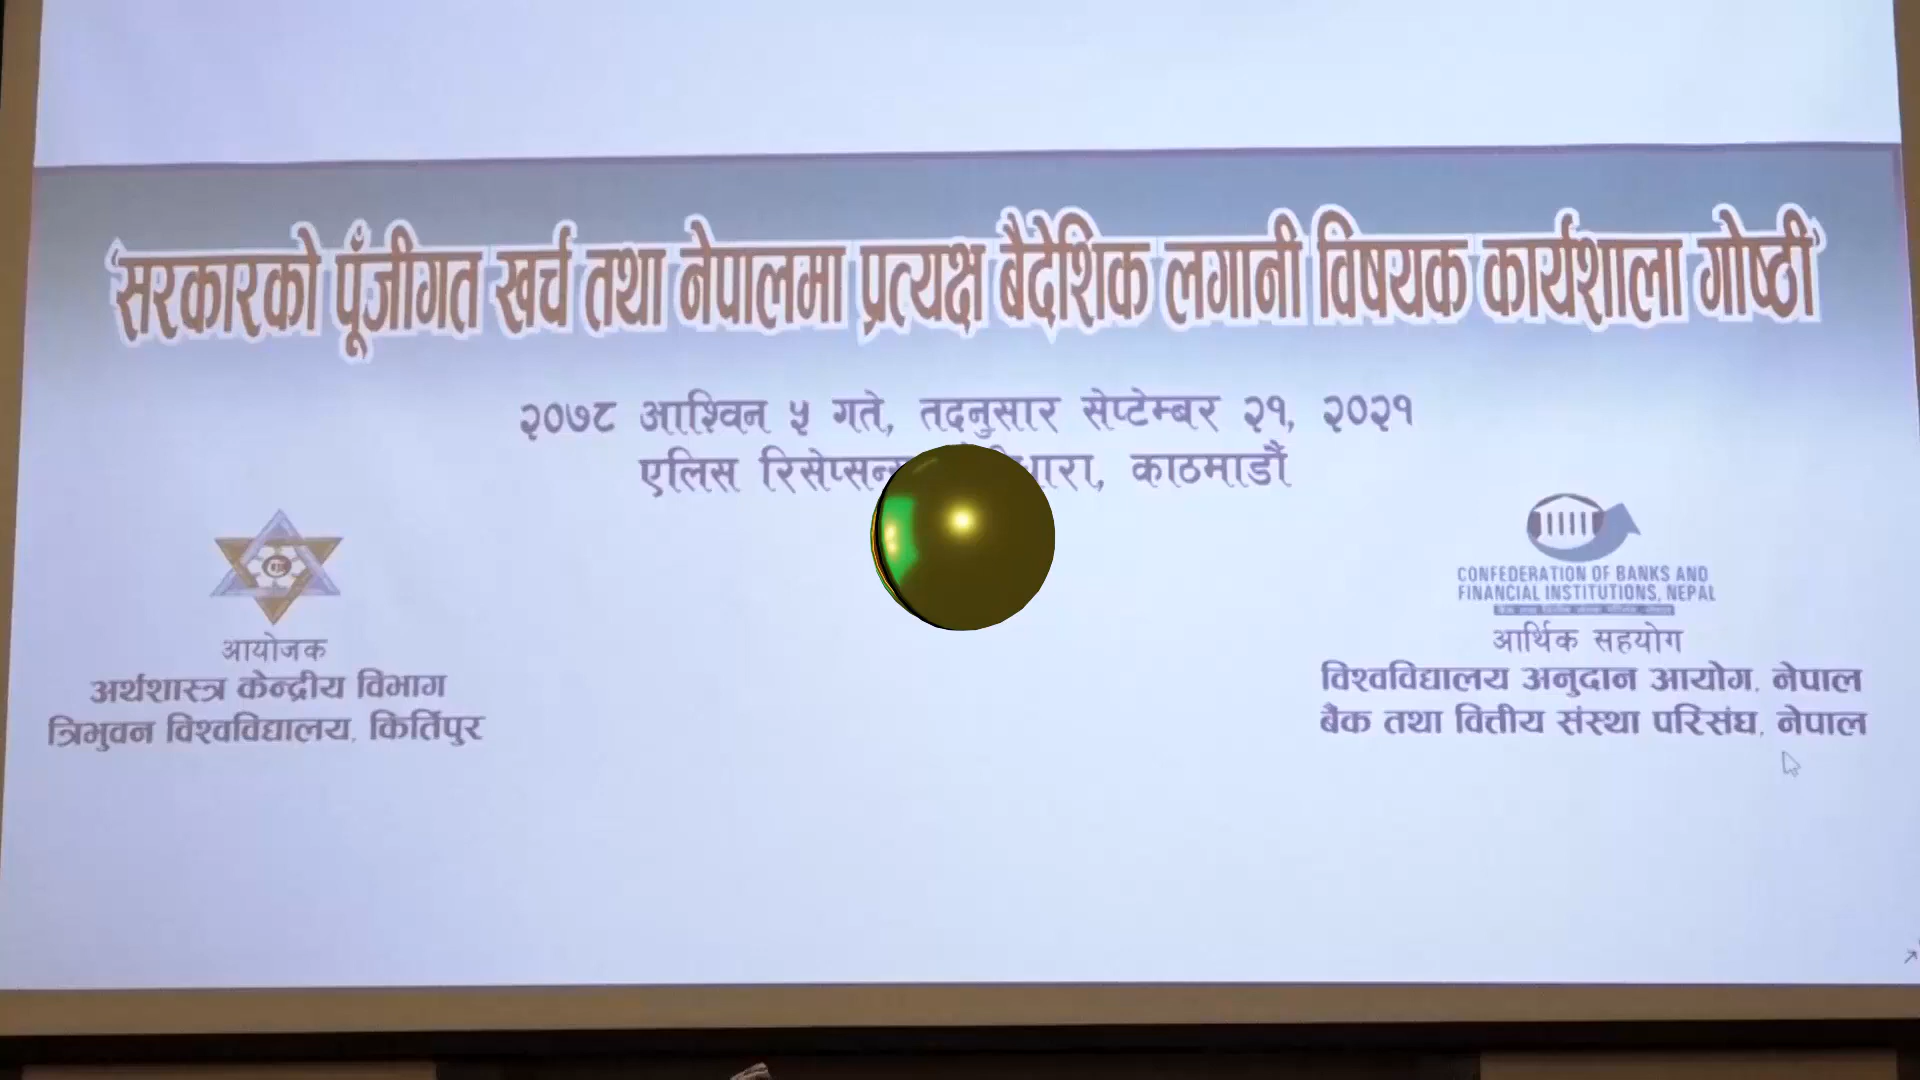 'सरकारको पूँजीगत खर्च तथा नेपालमा प्रत्यक्ष बैदेशिक लगानी विषयक कार्यशाला गोष्ठी'
२०७८ आश्विन ५ गते, तदनुसार सेप्टेम्बर २१, २०२१
एलिस रिसेप्सन काठमाडौं
आयोजक
अर्थशास्त्र केन्द्रीय विभाग
त्रिभुवन विश्वविद्यालय, किर्तिपुर
CONFEDERATION OF BANKS AND
FINANCIAL INSTITUTIONS, NEPAL
आर्थिक सहयोग
विश्वविद्यालय अनुदान आयोग, नेपाल
बैंक तथा वित्तीय संस्था परिसंघ, नेपाल